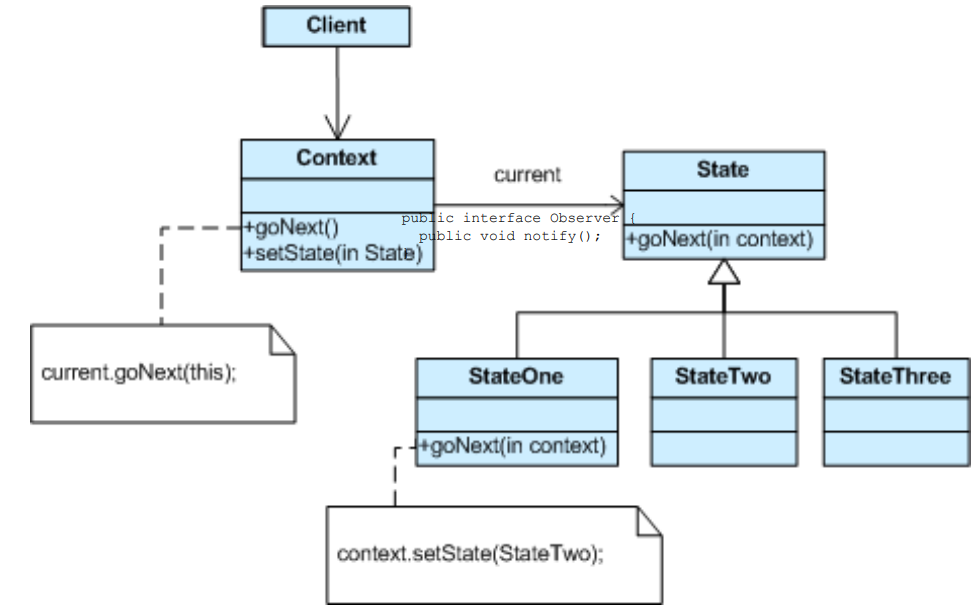 Client
Context
current
State
public interface Observer {
public void notify();
+goNext()
+setState(in State)
+goNext(in context)
current.goNext(this);
StateOne
StateTwo
StateThree
+goNext(in context)
context.setState(StateTwo);